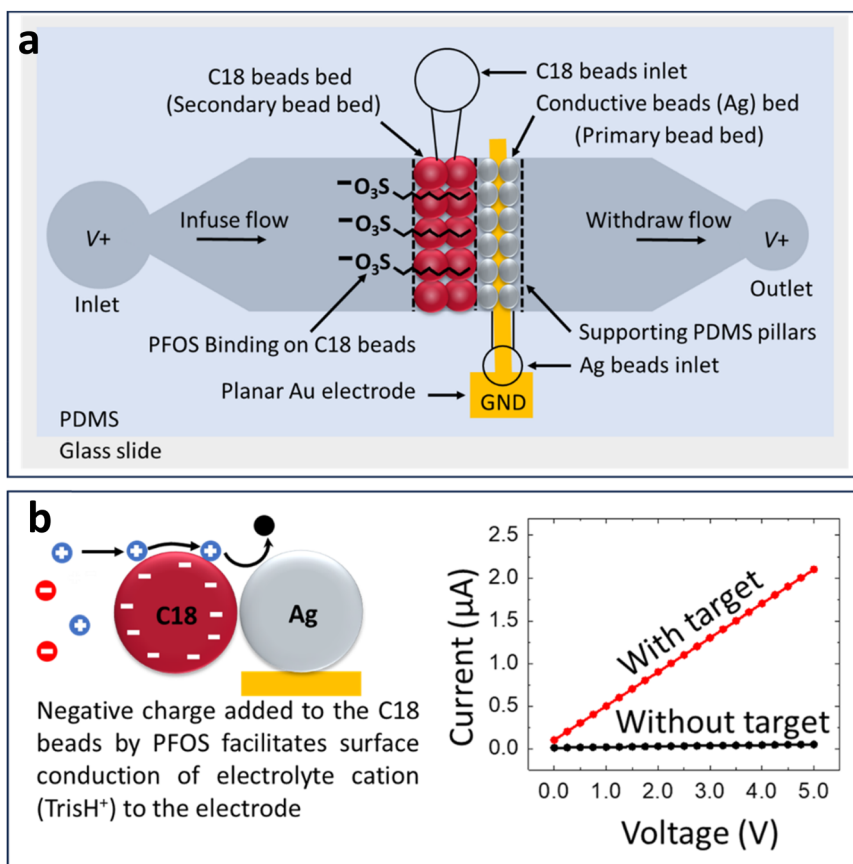 a
C18 beads bed
(Secondary bead bed)
C18 beads inlet
Conductive beads (Ag) bed
(Primary bead bed)
⁻O₃S
⁻O₃S
⁻O₃S
V+
Inlet
Infuse flow
Withdraw flow
V+
Outlet
PFOS Binding on C18 beads
Supporting PDMS pillars
Ag beads inlet
Planar Au electrode
GND
PDMS
Glass slide
b
C18
Ag
Negative charge added to the C18
beads by PFOS facilitates surface
conduction of electrolyte cation
(TrisH⁺) to the electrode
Current (µA)
2.5
2.0
1.5
1.0
0.5
0.0
With target
Without target
0.0 1.0 2.0 3.0 4.0 5.0
Voltage (V)